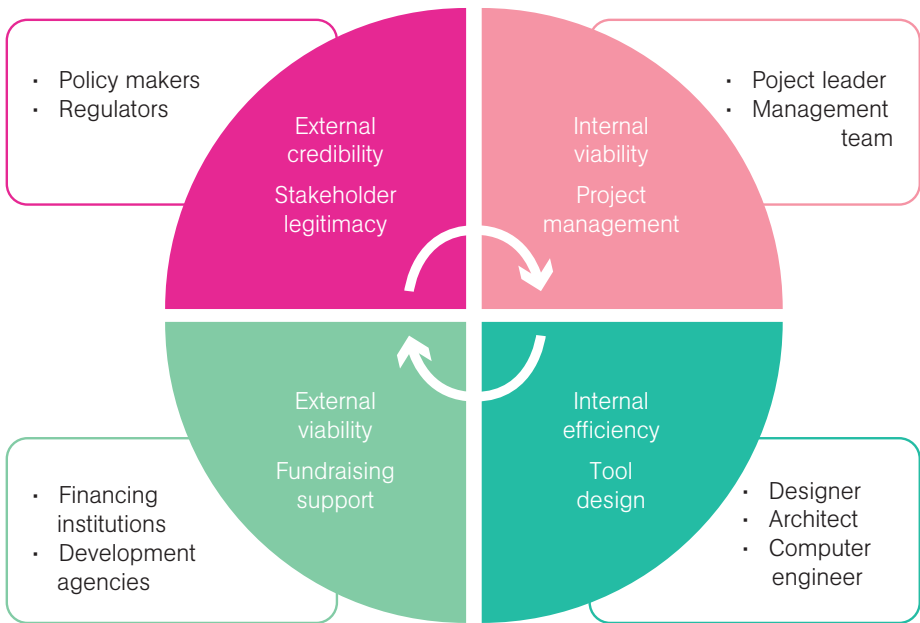 · Policy makers
· Regulators
External
credibility
Stakeholder
legitimacy
Internal
viability
Project
management
· Poject leader
· Management
team
· Financing
institutions
· Development
agencies
External
viability
Fundraising
support
Internal
efficiency
Tool
design
· Designer
· Architect
· Computer
engineer